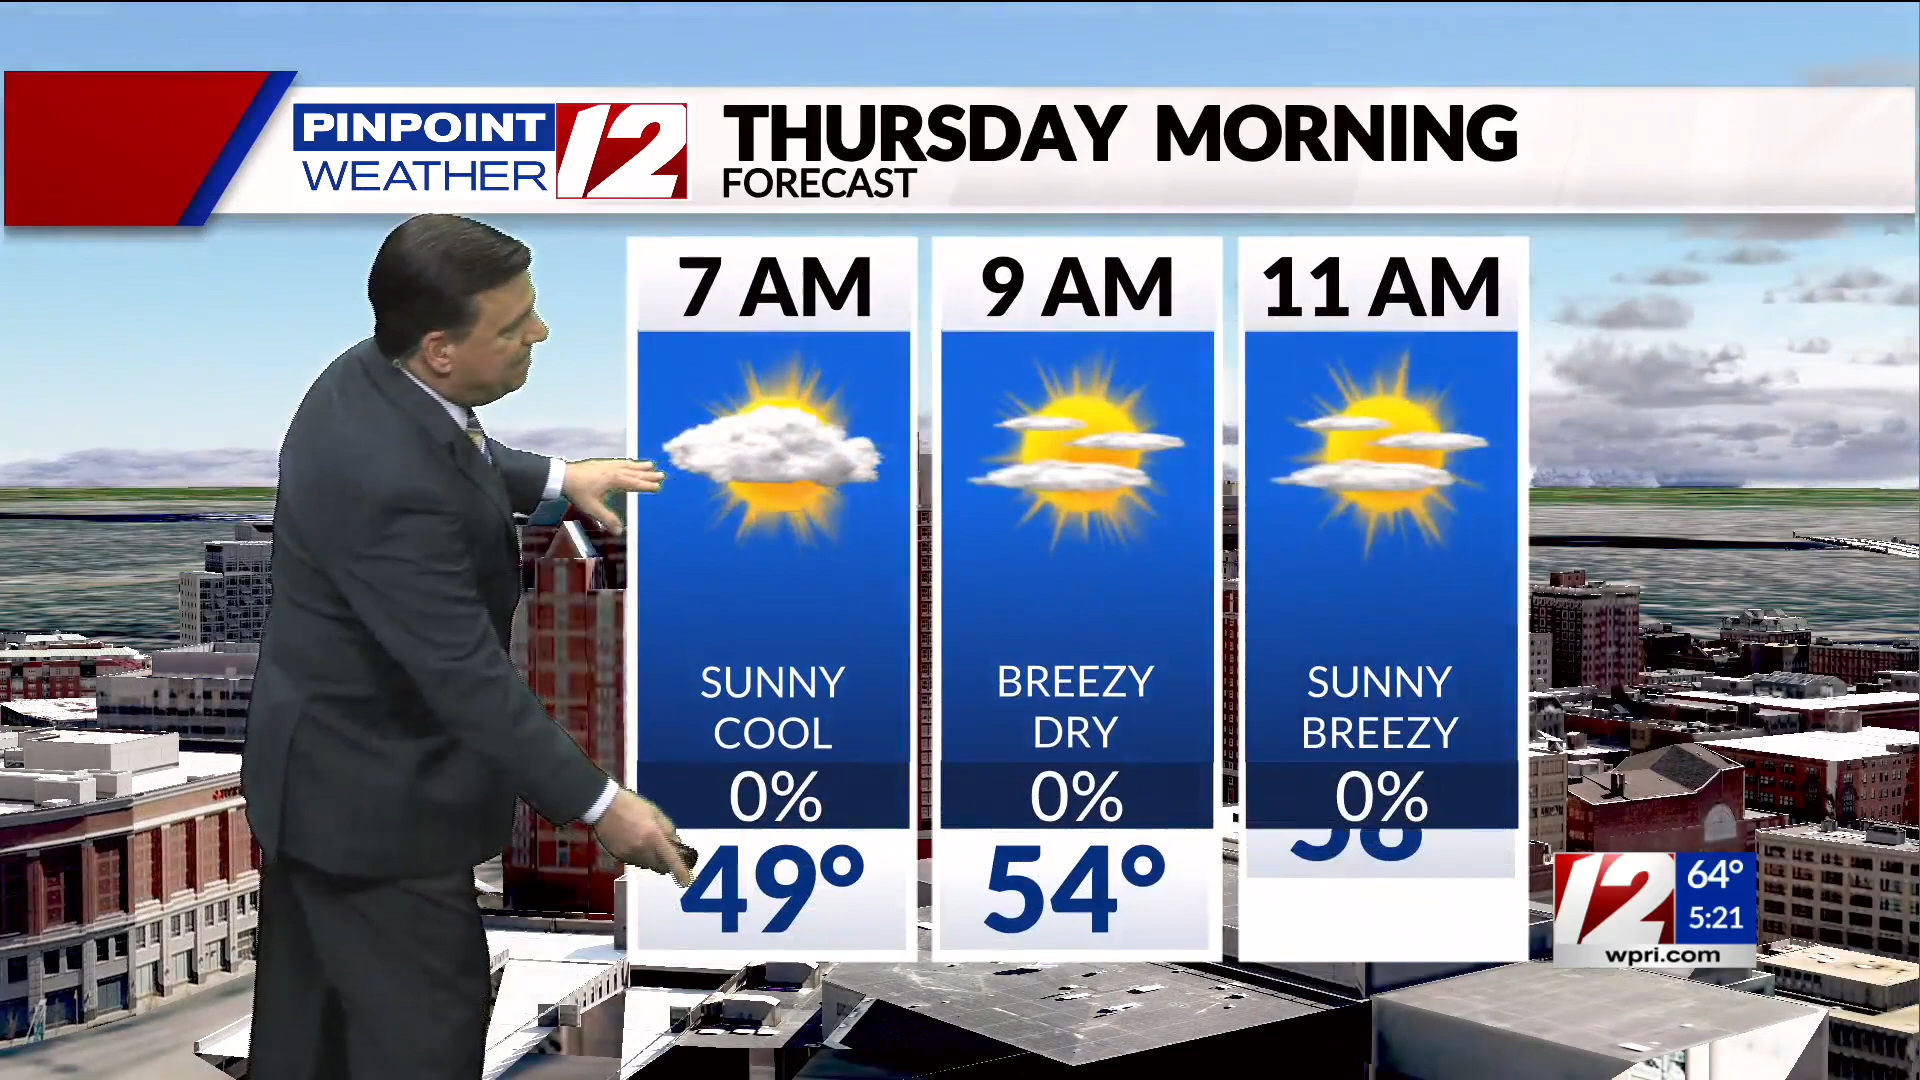 PINPOINT
WEATHER 12
THURSDAY MORNING
FORECAST
7 AM
9 AM
11 AM
SUNNY
COOL
0%
49°
BREEZY
DRY
0%
54°
SUNNY
BREEZY
0%
12
64°
5:21
wpri.com